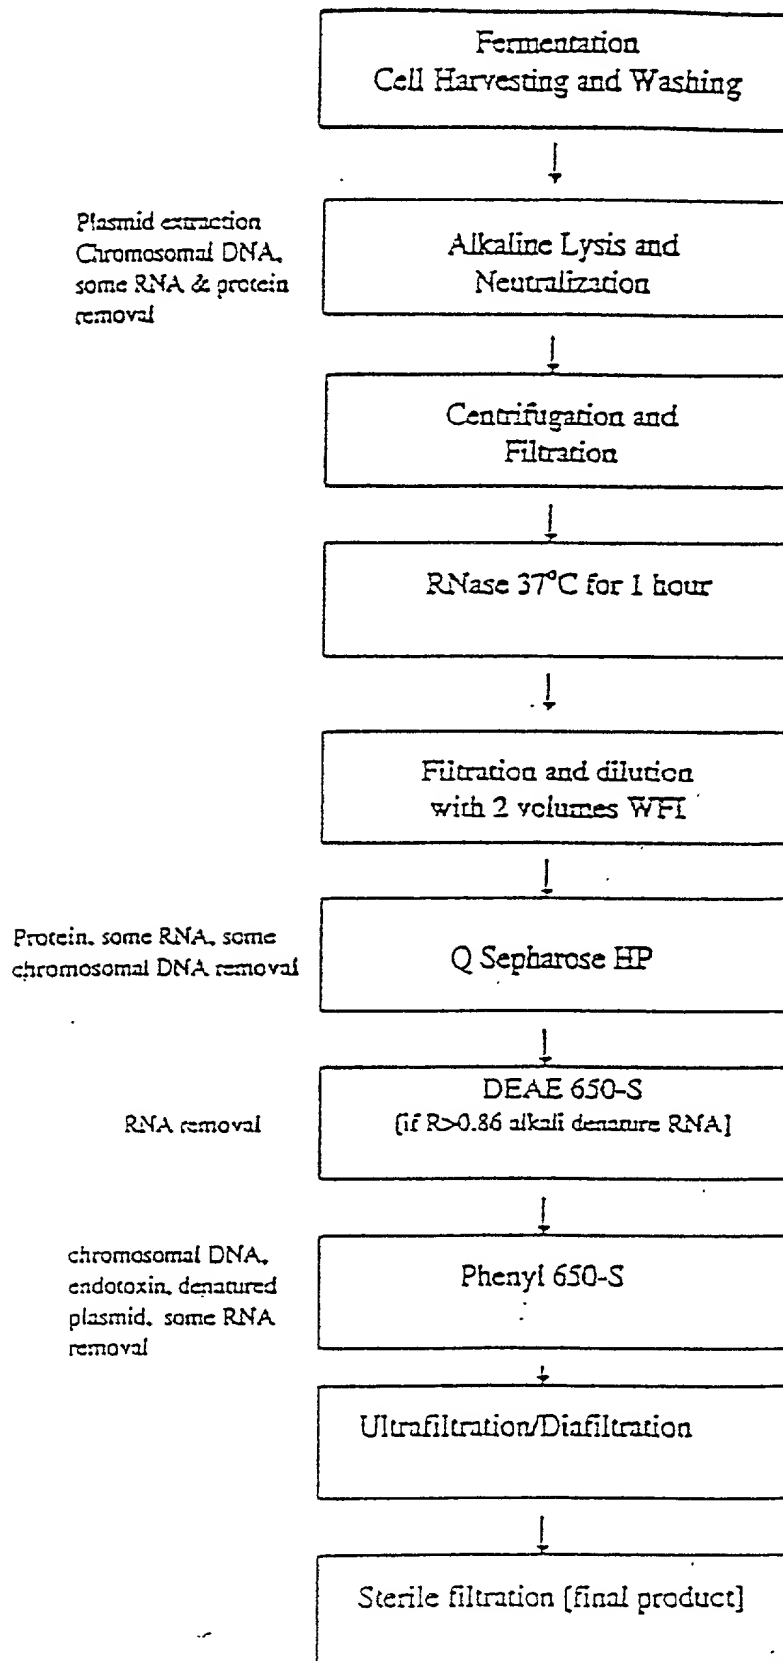 Fermentation
Cell Harvesting and Washing
Plasmid extraction
Chromosomal DNA,
some RNA & protein
removal
Alkaline Lysis and
Neutralization
Centrifugation and
Filtration
RNase 37°C for 1 hour
Filtration and dilution
with 2 volumes WFI
Protein, some RNA, some
chromosomal DNA removal
Q Sepharose HP
RNA removal
DEAE 650-S
[if R>0.86 alkali denature RNA]
chromosomal DNA,
endotoxin, denatured
plasmid, some RNA
removal
Phenyl 650-S
Ultrafiltration/Diafiltration
Sterile filtration [final product]